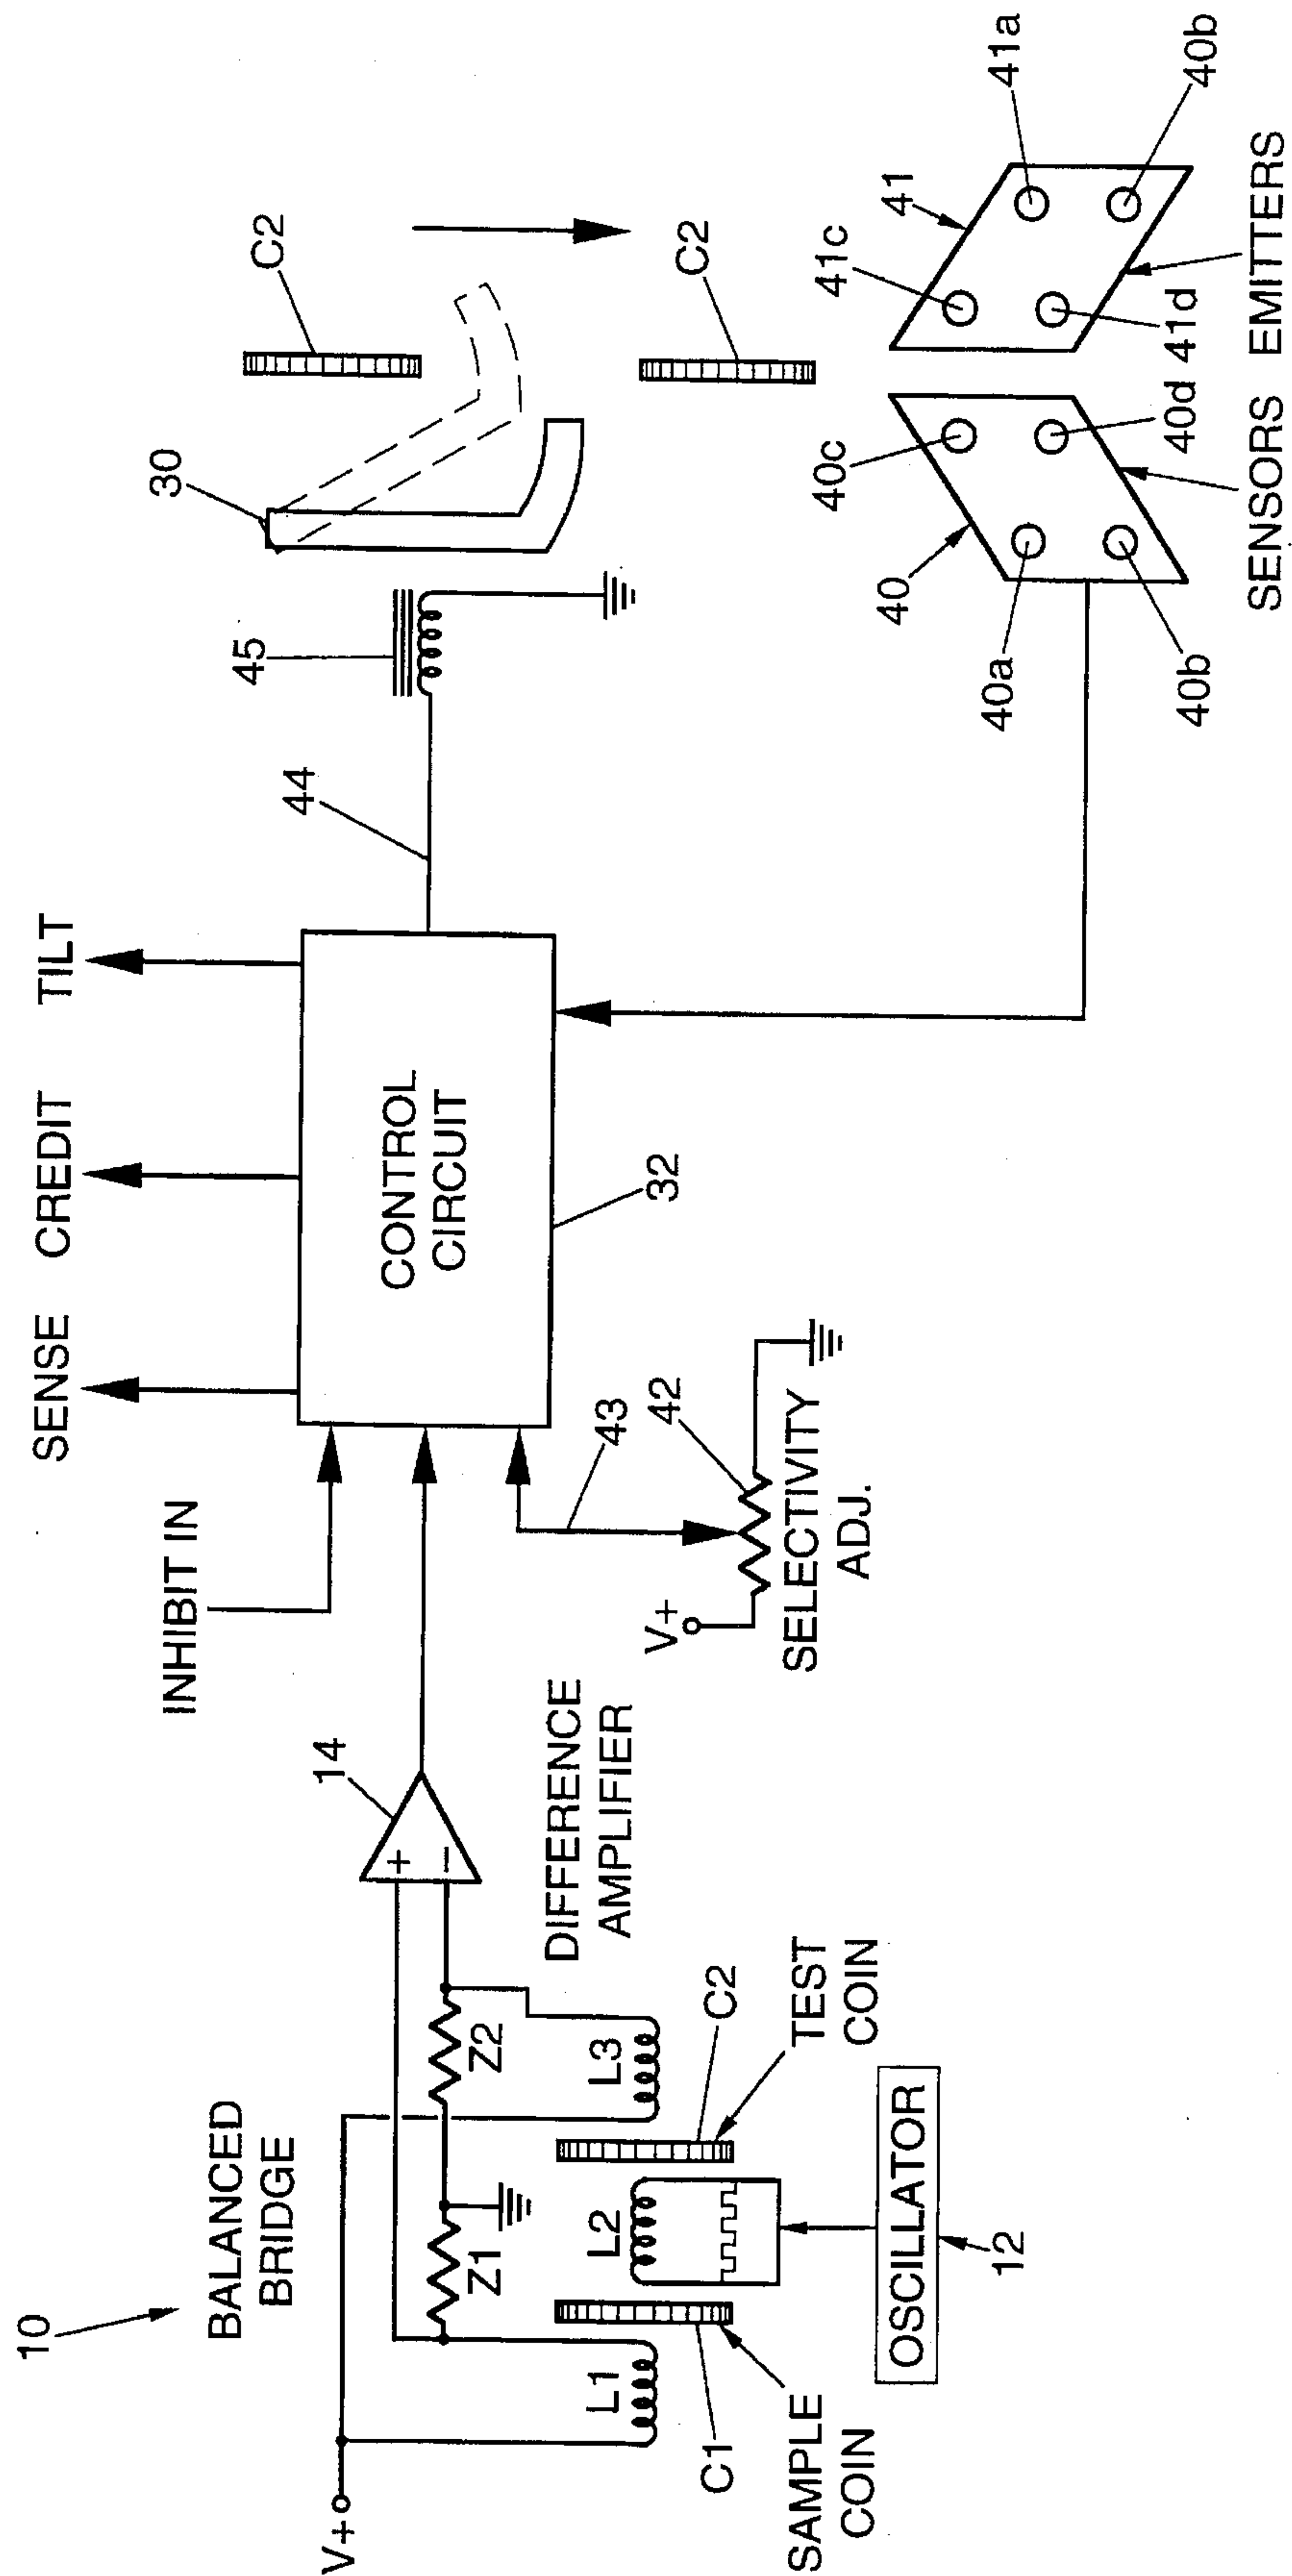 10
BALANCED
BRIDGE
V+
L1
Z1
L2
Z2
L3
+
−
14
C1
SAMPLE
COIN
C2
TEST
COIN
OSCILLATOR
12
DIFFERENCE
AMPLIFIER
INHIBIT IN
SENSE
CREDIT
TILT
CONTROL
CIRCUIT
32
43
42
V+
SELECTIVITY
ADJ.
44
45
30
C2
C2
40
40a
40b
40c
40d
SENSORS
41
41c
41d
41a
40b
EMITTERS